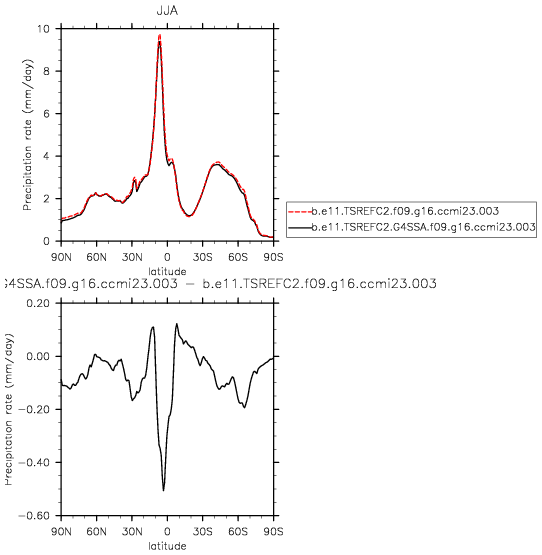 JJA
10
8
6
4
2
0
Precipitation rate (mm/day)
90N 60N 30N 0 30S 60S 90S
latitude
b.e11.TSREFC2.f09.g16.ccmi23.003
b.e11.TSREFC2.G4SSA.f09.g16.ccmi23.003
G4SSA.f09.g16.ccmi23.003 − b.e11.TSREFC2.f09.g16.ccmi23.003
0.20
0.00
−0.20
−0.40
−0.60
Precipitation rate (mm/day)
90N 60N 30N 0 30S 60S 90S
latitude